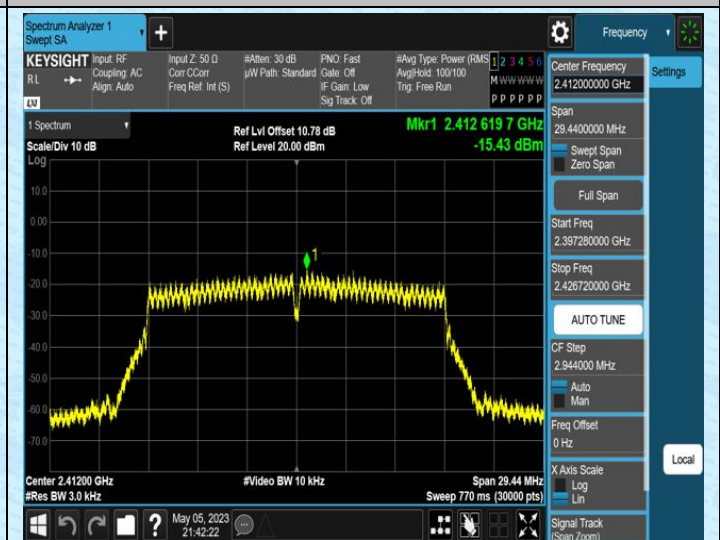 Spectrum Analyzer 1
Swept SA
+
Frequency
KEYSIGHT
RL
LXI
Input: RF
Coupling: AC
Align: Auto
Input Z: 50 Ω
Corr CCorr
Freq Ref: Int (S)
#Atten: 30 dB
µW Path: Standard
PNO: Fast
Gate: Off
IF Gain: Low
Sig Track: Off
#Avg Type: Power (RMS
Avg|Hold: 100/100
Trig: Free Run
1 2 3 4 5 6
M W W W W W
P P P P P P
1 Spectrum
Scale/Div 10 dB
Log
Ref Lvl Offset 10.78 dB
Ref Level 20.00 dBm
Mkr1 2.412 619 7 GHz
-15.43 dBm
10.0
0.00
-10.0
-20.0
-30.0
-40.0
-50.0
-60.0
-70.0
1
Center 2.41200 GHz
#Res BW 3.0 kHz
#Video BW 10 kHz
Span 29.44 MHz
Sweep 770 ms (30000 pts)
Center Frequency
2.412000000 GHz
Span
29.4400000 MHz
Swept Span
Zero Span
Full Span
Start Freq
2.397280000 GHz
Stop Freq
2.426720000 GHz
AUTO TUNE
CF Step
2.944000 MHz
Auto
Man
Freq Offset
0 Hz
X Axis Scale
Log
Lin
Signal Track
(Span Zoom)
Settings
Local
?
May 05, 2023
21:42:22